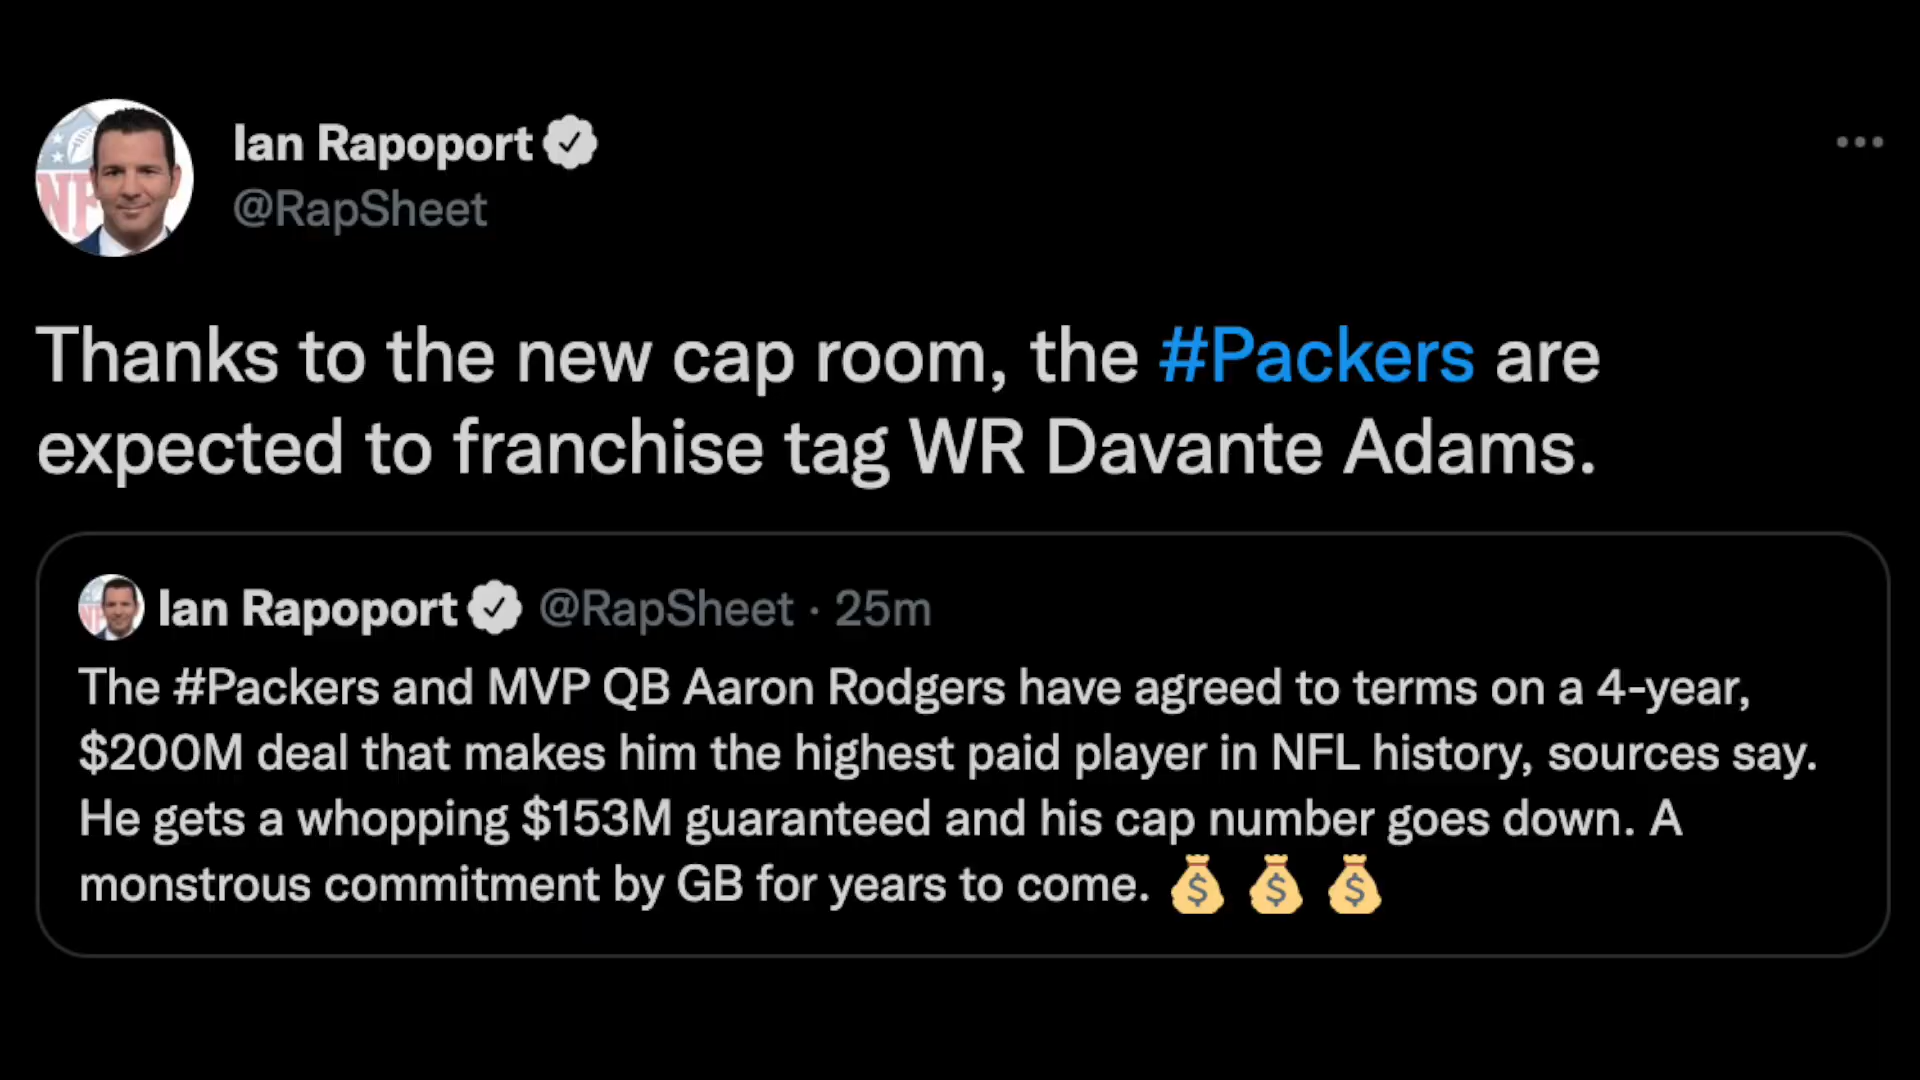 Ian Rapoport
@RapSheet
Thanks to the new cap room, the #Packers are
expected to franchise tag WR Davante Adams.
Ian Rapoport @RapSheet · 25m
The #Packers and MVP QB Aaron Rodgers have agreed to terms on a 4-year,
$200M deal that makes him the highest paid player in NFL history, sources say.
He gets a whopping $153M guaranteed and his cap number goes down. A
monstrous commitment by GB for years to come. 💰 💰 💰